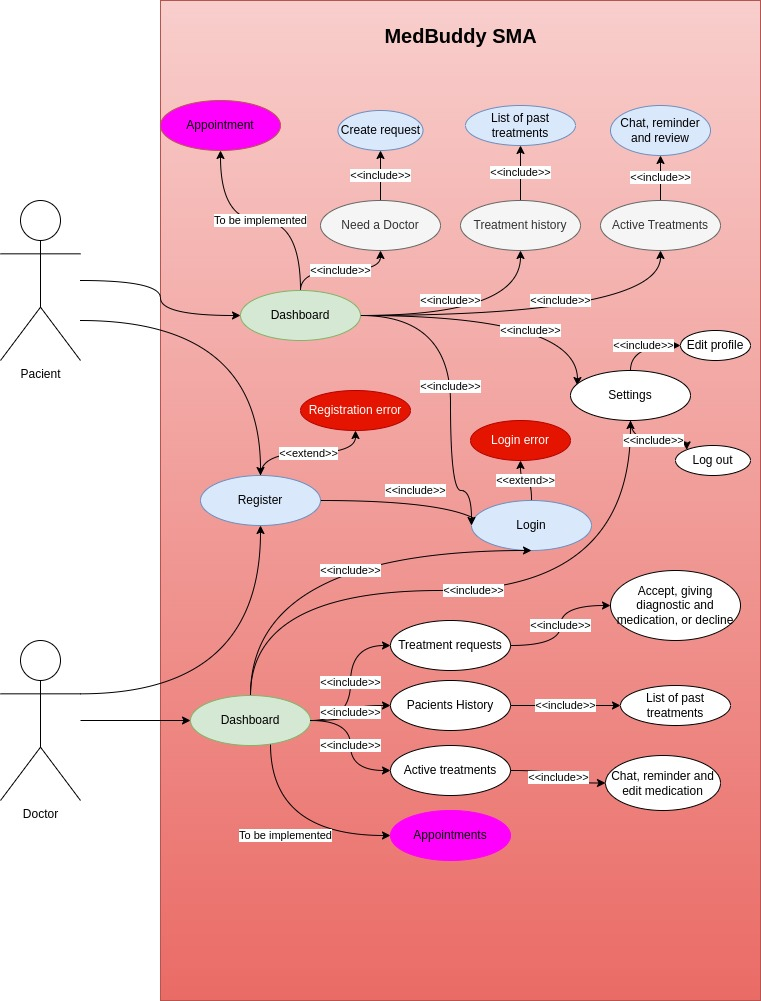 MedBuddy SMA
Appointment
Create request
List of past
treatments
Chat, reminder
and review
<<include>>
<<include>>
<<include>>
To be implemented
Need a Doctor
Treatment history
Active Treatments
<<include>>
<<include>>
<<include>>
Dashboard
<<include>>
<<include>>
Edit profile
Pacient
<<include>>
Settings
Registration error
Login error
<<include>>
Log out
<<extend>>
<<extend>>
<<include>>
Register
Login
<<include>>
<<include>>
Accept, giving
diagnostic and
medication, or decline
<<include>>
Treatment requests
<<include>>
Pacients History
<<include>>
<<include>>
List of past
treatments
Dashboard
<<include>>
Active treatments
<<include>>
Chat, reminder and
edit medication
Doctor
To be implemented
Appointments